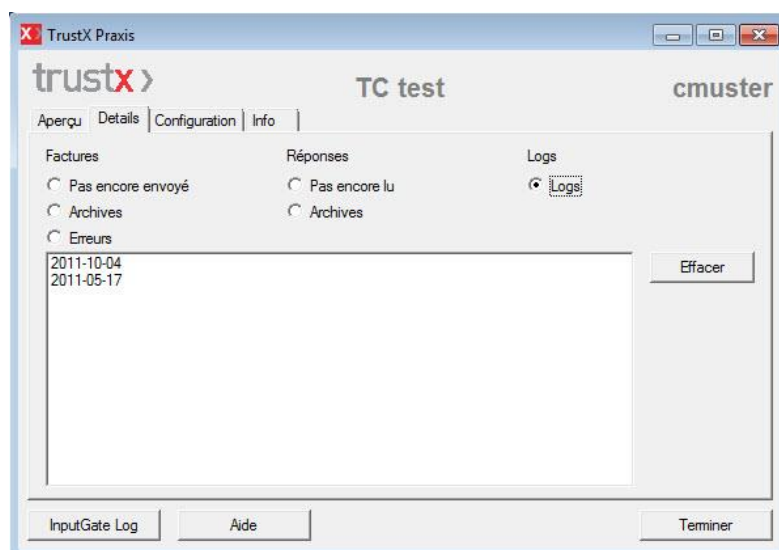 TrustX Praxis
trustx
TC test
cmuster
Aperçu Details Configuration Info
Factures Réponses Logs
Pas encore envoyé Pas encore lu Logs
Archives Archives
Erreurs
2011-10-04
2011-05-17
Effacer
InputGate Log Aide Terminer